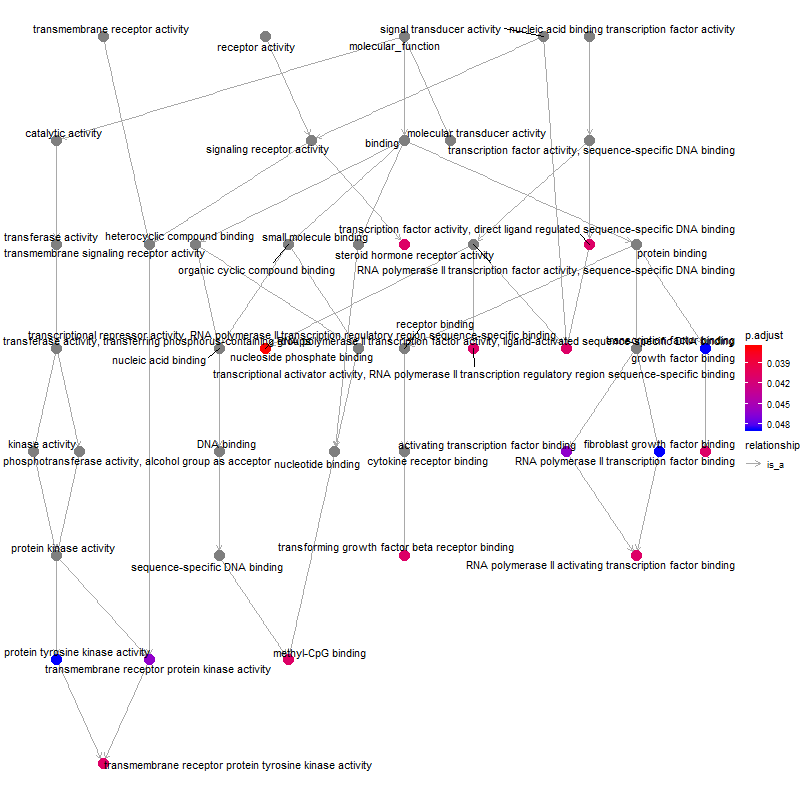 transmembrane receptor activity
receptor activity
signal transducer activity
nucleic acid binding transcription factor activity
molecular_function
catalytic activity
signaling receptor activity
binding
molecular transducer activity
transcription factor activity, sequence-specific DNA binding
transferase activity
transmembrane signaling receptor activity
heterocyclic compound binding
small molecule binding
organic cyclic compound binding
transcription factor activity, direct ligand regulated sequence-specific DNA binding
steroid hormone receptor activity
RNA polymerase II transcription factor activity, sequence-specific DNA binding
protein binding
receptor binding
transcriptional repressor activity, RNA polymerase II transcription regulatory region sequence-specific binding
transferase activity, transferring phosphorus-containing groups
RNA polymerase II transcription factor activity, ligand-activated sequence-specific DNA binding
transcription factor binding
nucleic acid binding
nucleoside phosphate binding
growth factor binding
transcriptional activator activity, RNA polymerase II transcription regulatory region sequence-specific binding
kinase activity
phosphotransferase activity, alcohol group as acceptor
DNA binding
nucleotide binding
cytokine receptor binding
activating transcription factor binding
fibroblast growth factor binding
RNA polymerase II transcription factor binding
protein kinase activity
sequence-specific DNA binding
transforming growth factor beta receptor binding
RNA polymerase II activating transcription factor binding
protein tyrosine kinase activity
transmembrane receptor protein kinase activity
methyl-CpG binding
transmembrane receptor protein tyrosine kinase activity
p.adjust
0.039
0.042
0.045
0.048
relationship
is_a